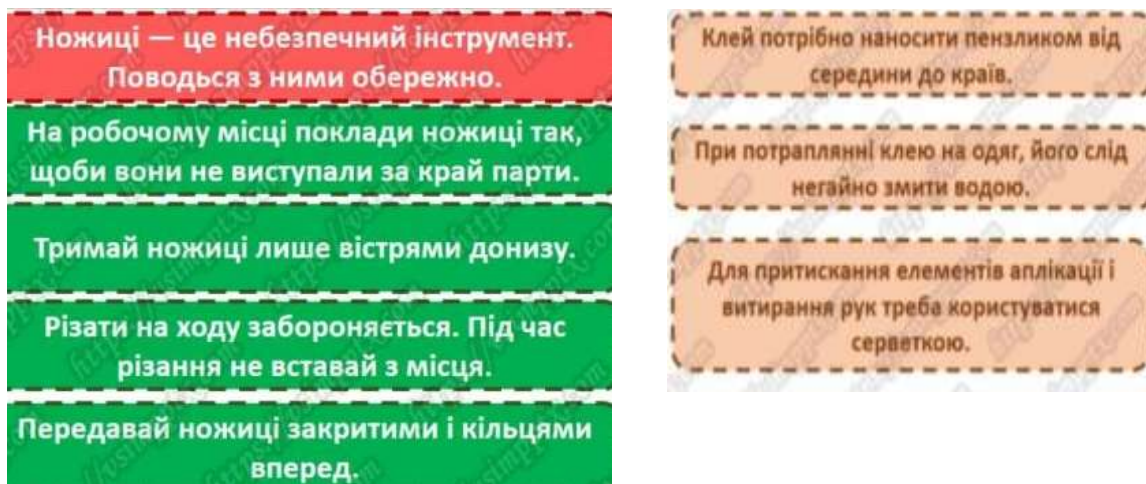 Ножиці — це небезпечний інструмент.
Поводься з ними обережно.
На робочому місці поклади ножиці так,
щоби вони не виступали за край парти.
Тримай ножиці лише вістрями донизу.
Різати на ходу забороняється. Під час
різання не вставай з місця.
Передавай ножиці закритими і кільцями
вперед.
Клей потрібно наносити пензликом від
середини до країв.
При потраплянні клею на одяг, його слід
негайно змити водою.
Для притискання елементів аплікації і
витирання рук треба користуватися
серветкою.